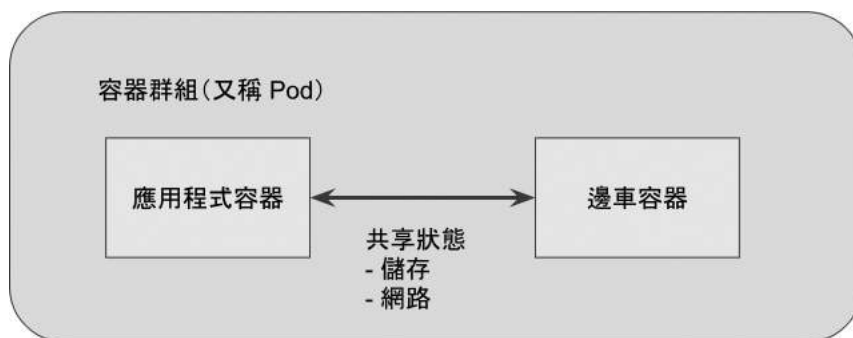 容器群組（又稱 Pod）
應用程式容器
邊車容器
共享狀態
- 儲存
- 網路